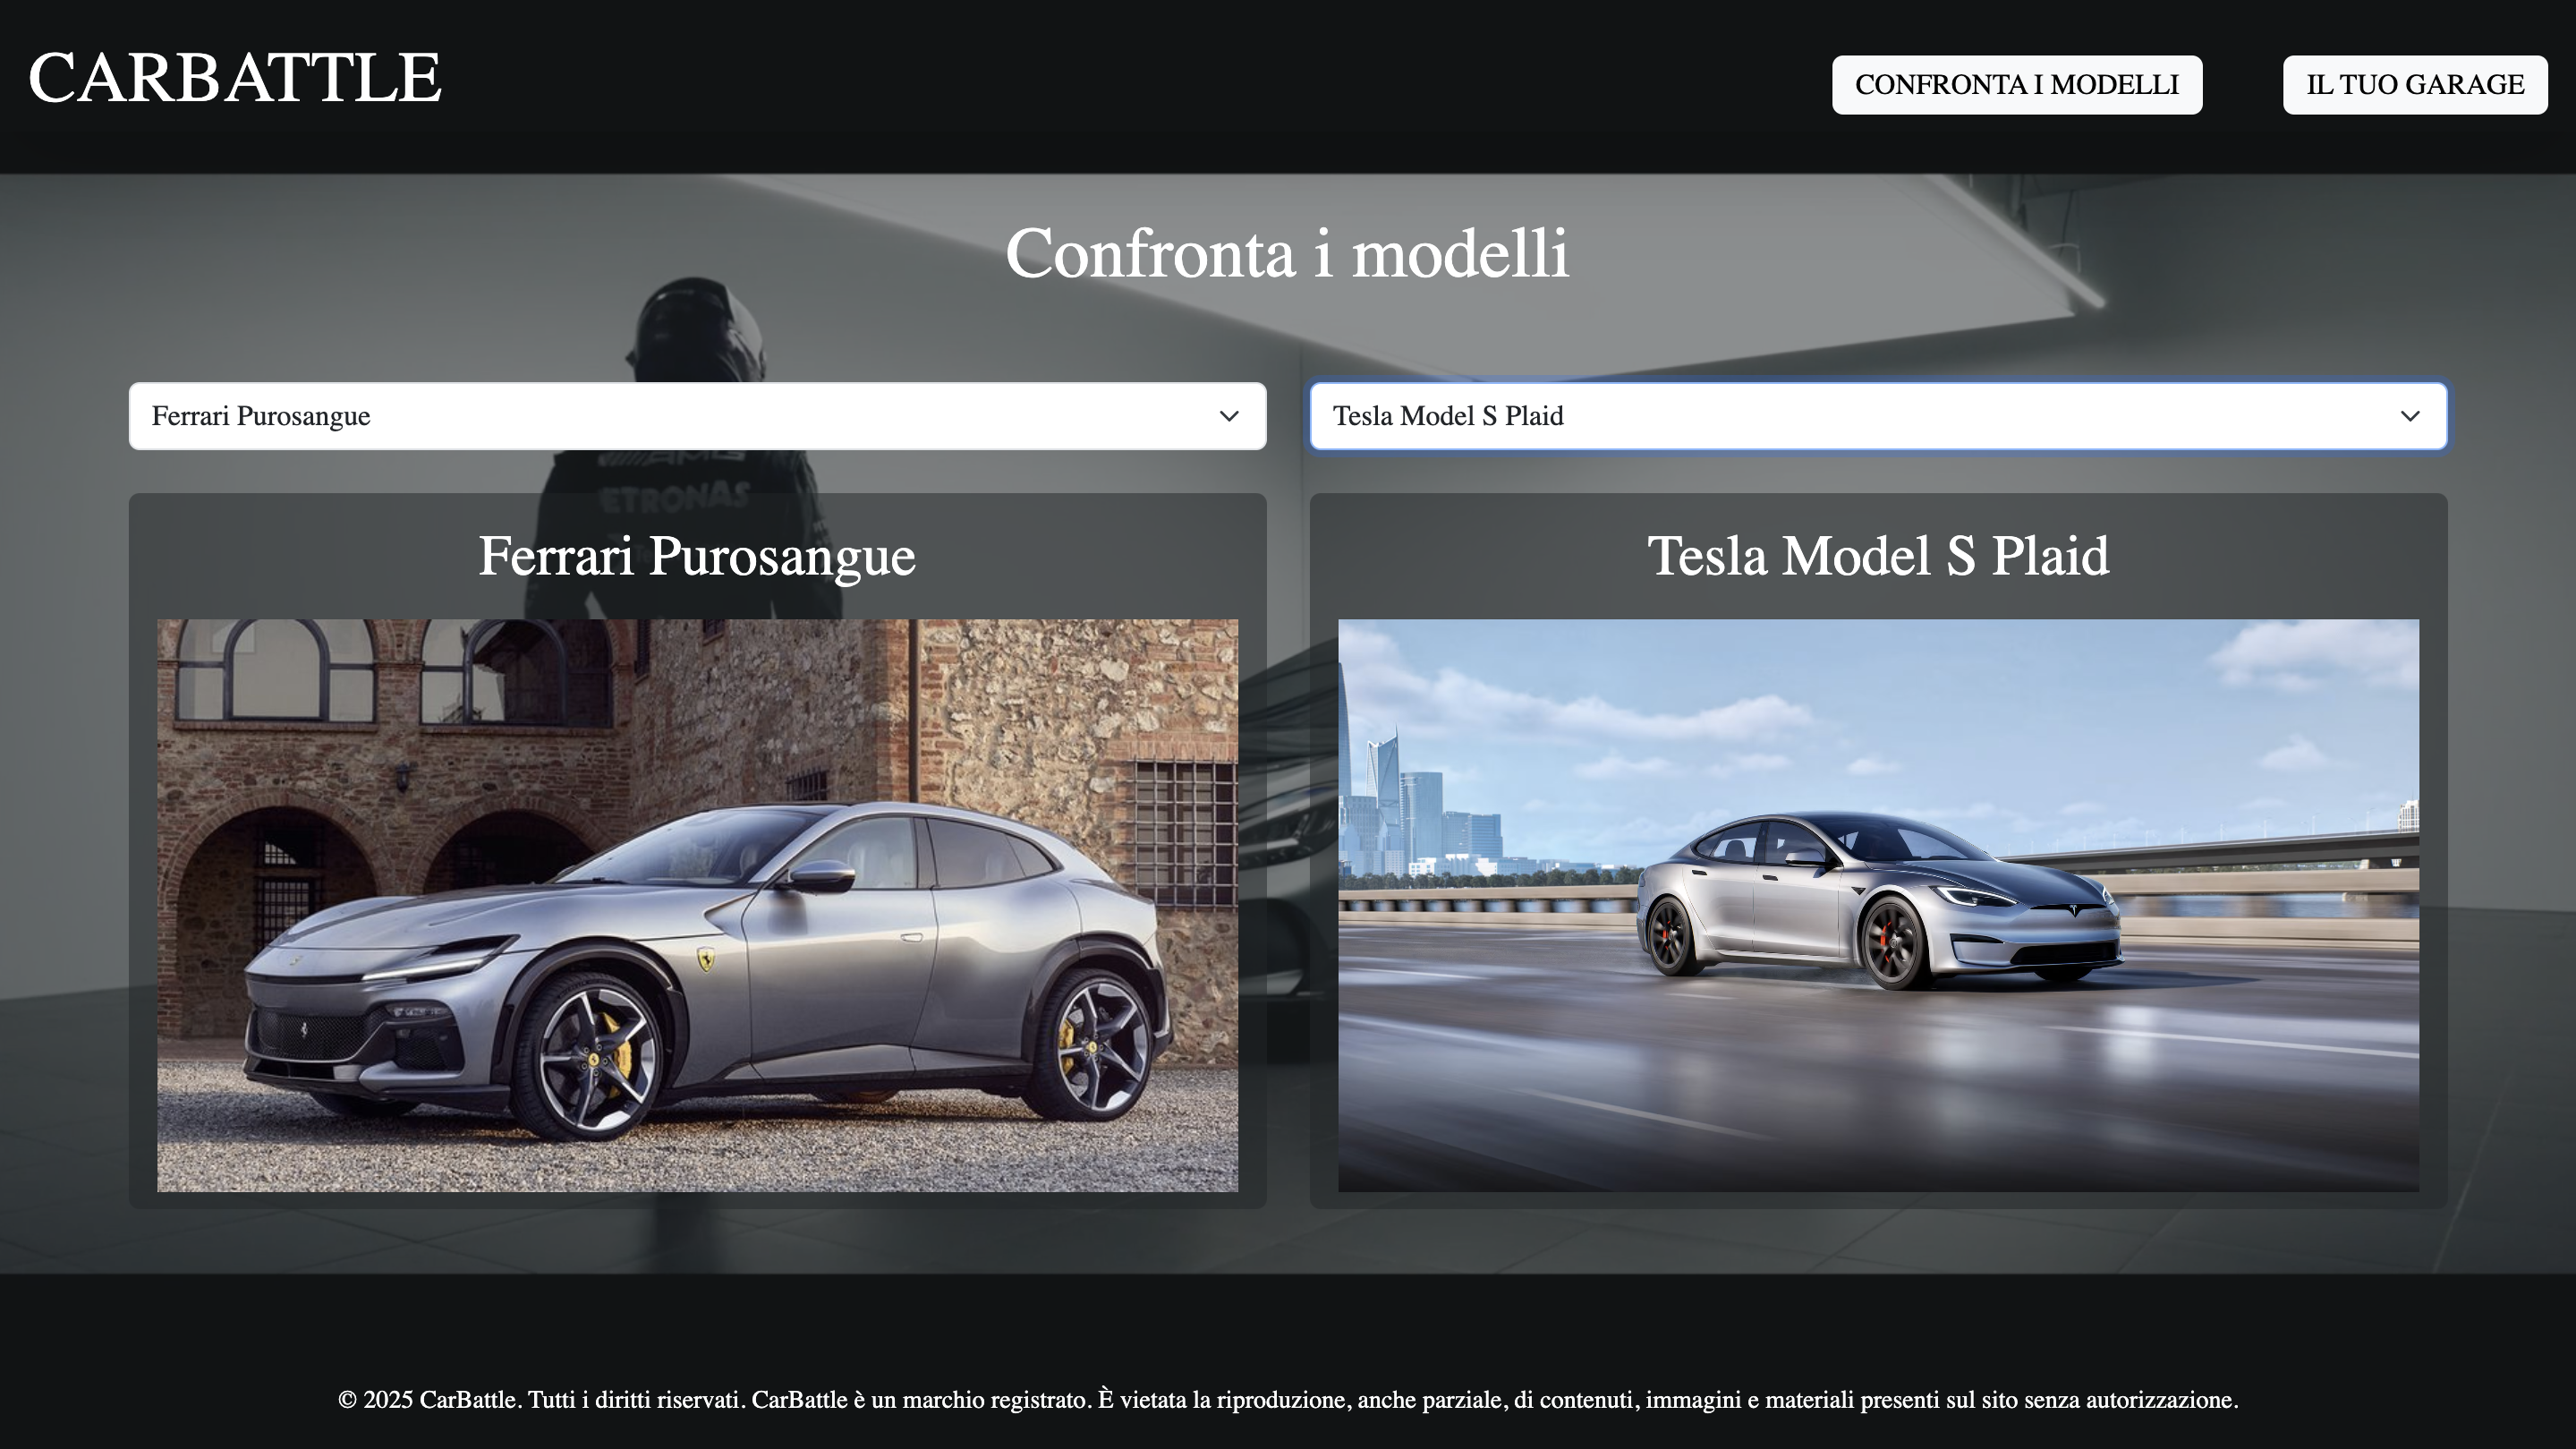 CARBATTLE
CONFRONTA I MODELLI
IL TUO GARAGE
Confronta i modelli
Ferrari Purosangue
Tesla Model S Plaid
AMG
ETRONAS
Ferrari Purosangue
Tesla Model S Plaid
© 2025 CarBattle. Tutti i diritti riservati. CarBattle è un marchio registrato. È vietata la riproduzione, anche parziale, di contenuti, immagini e materiali presenti sul sito senza autorizzazione.